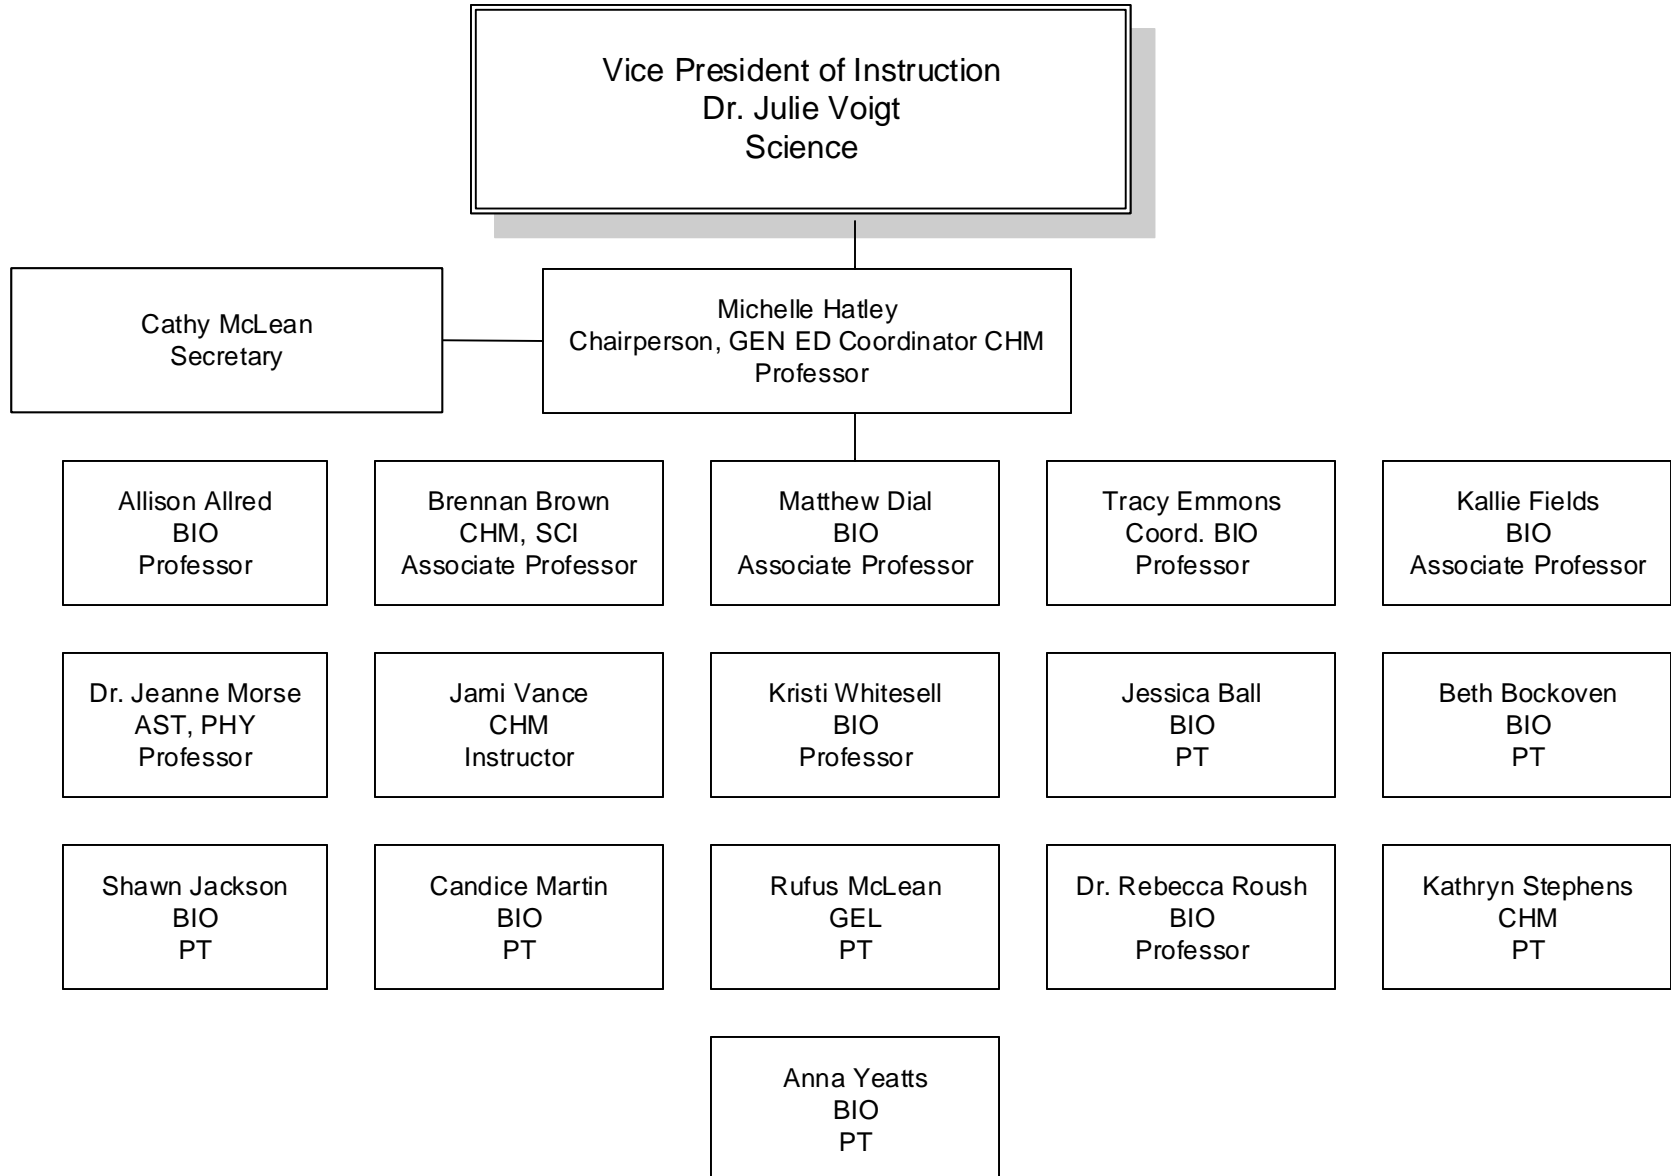 Vice President of Instruction
Dr. Julie Voigt
Science
Cathy McLean
Secretary
Michelle Hatley
Chairperson, GEN ED Coordinator CHM
Professor
Allison Allred
BIO
Professor
Brennan Brown
CHM, SCI
Associate Professor
Matthew Dial
BIO
Associate Professor
Tracy Emmons
Coord. BIO
Professor
Kallie Fields
BIO
Associate Professor
Dr. Jeanne Morse
AST, PHY
Professor
Jami Vance
CHM
Instructor
Kristi Whitesell
BIO
Professor
Jessica Ball
BIO
PT
Beth Bockoven
BIO
PT
Shawn Jackson
BIO
PT
Candice Martin
BIO
PT
Rufus McLean
GEL
PT
Dr. Rebecca Roush
BIO
Professor
Kathryn Stephens
CHM
PT
Anna Yeatts
BIO
PT